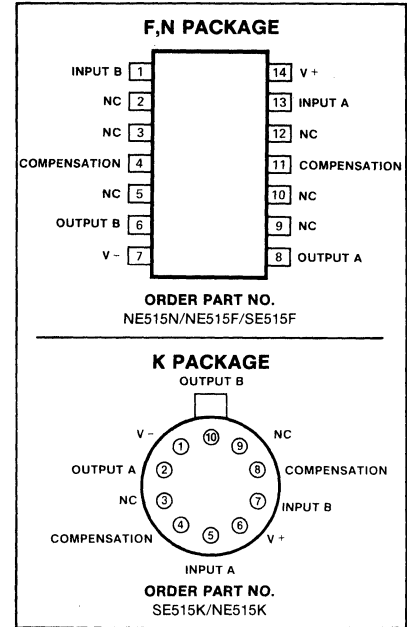 F,N PACKAGE
INPUT B 1 14 V +
NC 2 13 INPUT A
NC 3 12 NC
COMPENSATION 4 11 COMPENSATION
NC 5 10 NC
OUTPUT B 6 9 NC
V - 7 8 OUTPUT A
ORDER PART NO.
NE515N/NE515F/SE515F
K PACKAGE
OUTPUT B
V - 1 10 9 NC
OUTPUT A 2 8 COMPENSATION
NC 3 7 INPUT B
COMPENSATION 4 5 6 V +
INPUT A
ORDER PART NO.
SE515K/NE515K